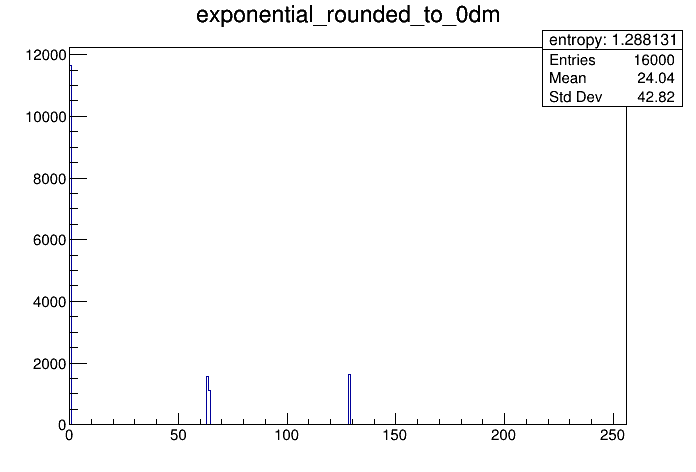 exponential_rounded_to_0dm
entropy: 1.288131
Entries 16000
Mean 24.04
Std Dev 42.82
12000
10000
8000
6000
4000
2000
0
0 50 100 150 200 250